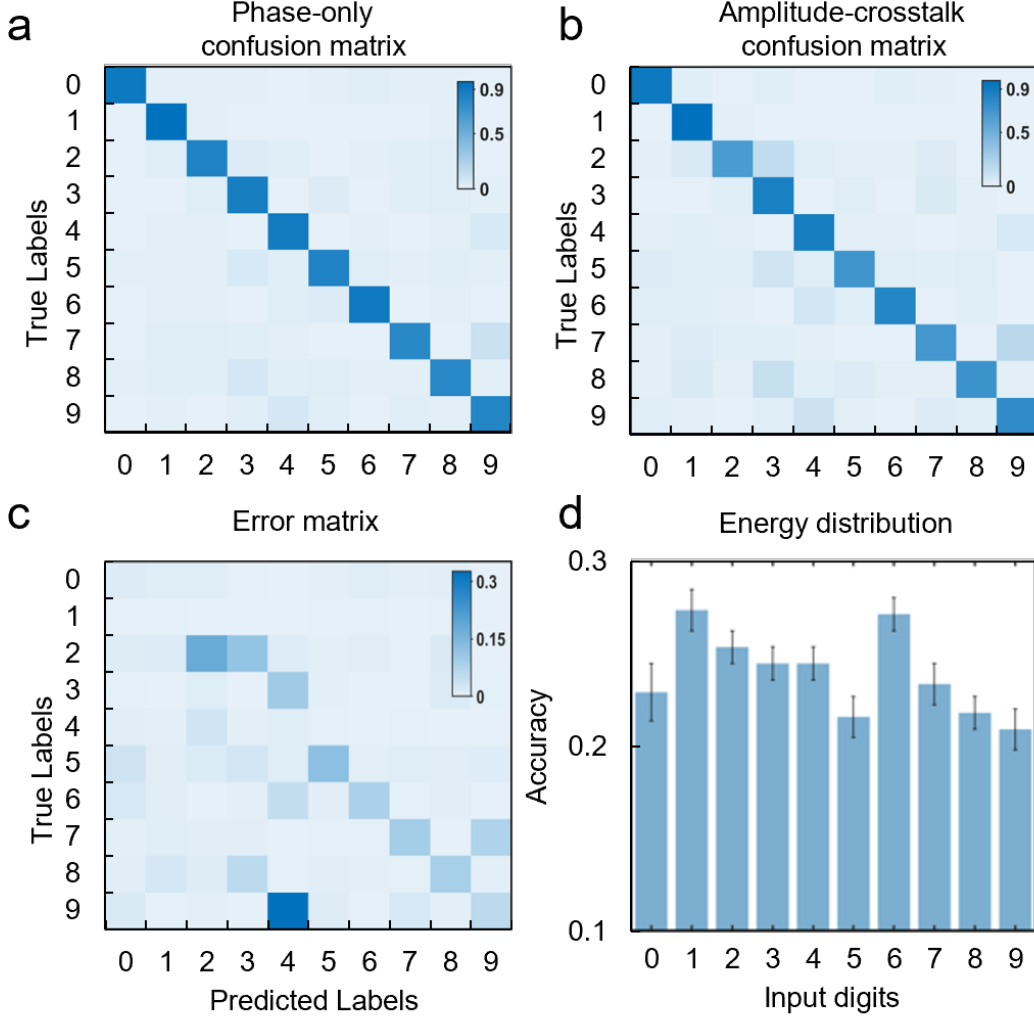 a
Phase-only
confusion matrix
0
1
2
3
4
5
6
7
8
9
True Labels
0.9
0.5
0
0 1 2 3 4 5 6 7 8 9
b
Amplitude-crosstalk
confusion matrix
0
1
2
3
4
5
6
7
8
9
True Labels
0.9
0.5
0
0 1 2 3 4 5 6 7 8 9
c
Error matrix
0
1
2
3
4
5
6
7
8
9
True Labels
0.3
0.15
0
0 1 2 3 4 5 6 7 8 9
Predicted Labels
d
Energy distribution
0.3
0.2
0.1
Accuracy
0 1 2 3 4 5 6 7 8 9
Input digits